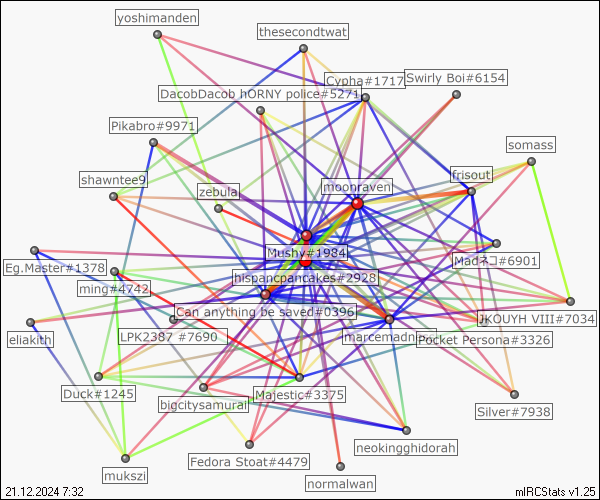 yoshimanden
thesecondtwat
Cypha#1717
Swirly Boi#6154
DacobDacob hORNY police#5271
Pikabro#9971
somass
frisout
shawntee9
zebula
moonraven
Mushy#1984
Madネコ#6901
Eg.Master#1378
hispancpancakes#2928
ming#4742
Can anything be saved#0396
JKOUYH VIII#7034
eliakith
LPK2387 #7690
marcemadn
Pocket Persona#3326
Duck#1245
Majestic#3375
bigcitysamurai
Silver#7938
neokingghidorah
Fedora Stoat#4479
mukszi
normalwan
21.12.2024 7:32
mIRCStats v1.25